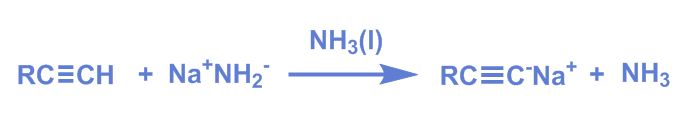 NH₃(l)
RC≡CH + Na⁺NH₂⁻ ⟶ RC≡C⁻Na⁺ + NH₃